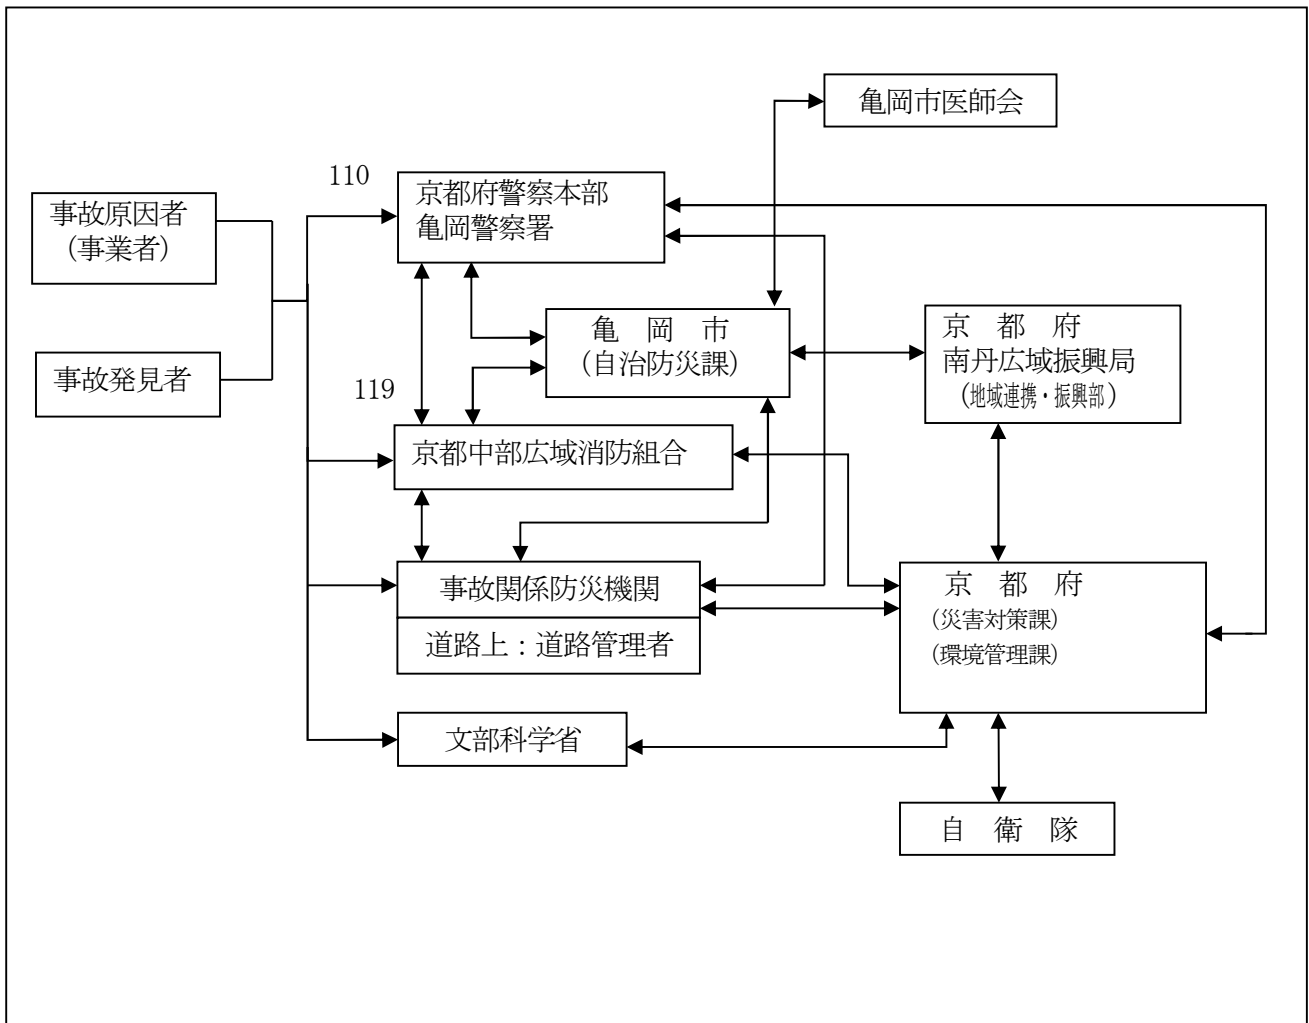 亀岡市医師会
110
京都府警察本部
亀岡警察署
事故原因者
(事業者)
亀　岡　市
(自治防災課)
京　都　府
南丹広域振興局
(地域連携・振興部)
事故発見者
119
京都中部広域消防組合
事故関係防災機関
道路上：道路管理者
京　都　府
(災害対策課)
(環境管理課)
文部科学省
自　衛　隊